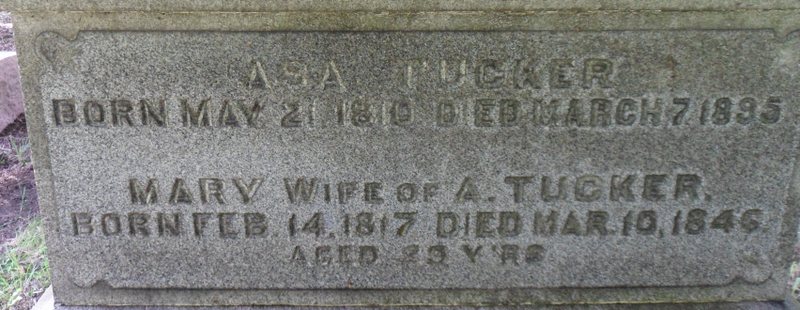 ASA TUCKER
BORN MAY 21, 1810 DIED MARCH 7, 1895
MARY WIFE OF A. TUCKER.
BORN FEB 14, 1817 DIED MAR. 10, 1846.
AGED 29 Y'RS